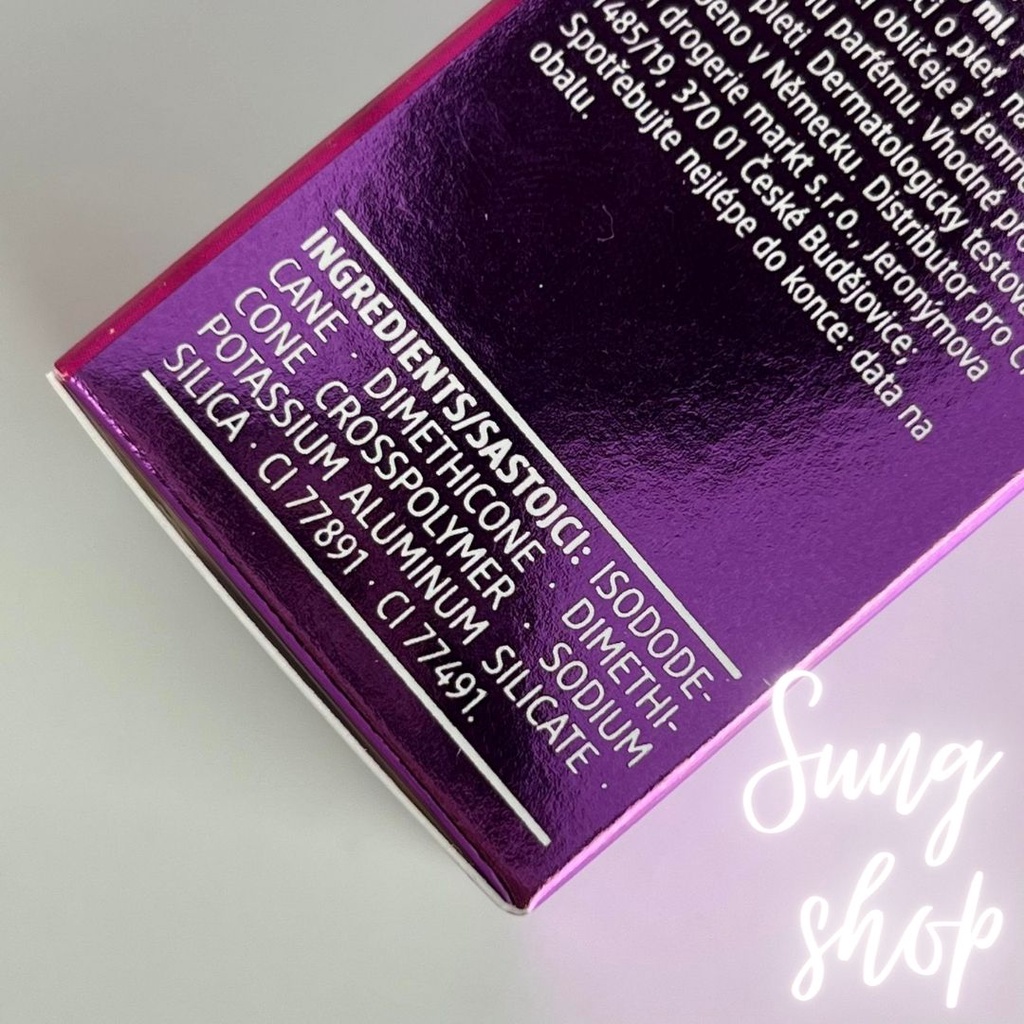 ml.
o pleť, na
obličeje a jemn
parfému. Vhodné pro
pleti. Dermatologicky testov
v Německu. Distributor pro
drogerie markt s.r.o., Jeronýmova
1485/19, 370 01 České Budějovice;
Spotřebujte nejlépe do konce: data na
obalu.
INGREDIENTS/SASTOJCI: ISODODE-
CANE · DIMETHICONE · DIMETHI-
CONE CROSSPOLYMER · SODIUM
POTASSIUM ALUMINUM SILICATE ·
SILICA · CI 77891 · CI 77491.
Sung
shop